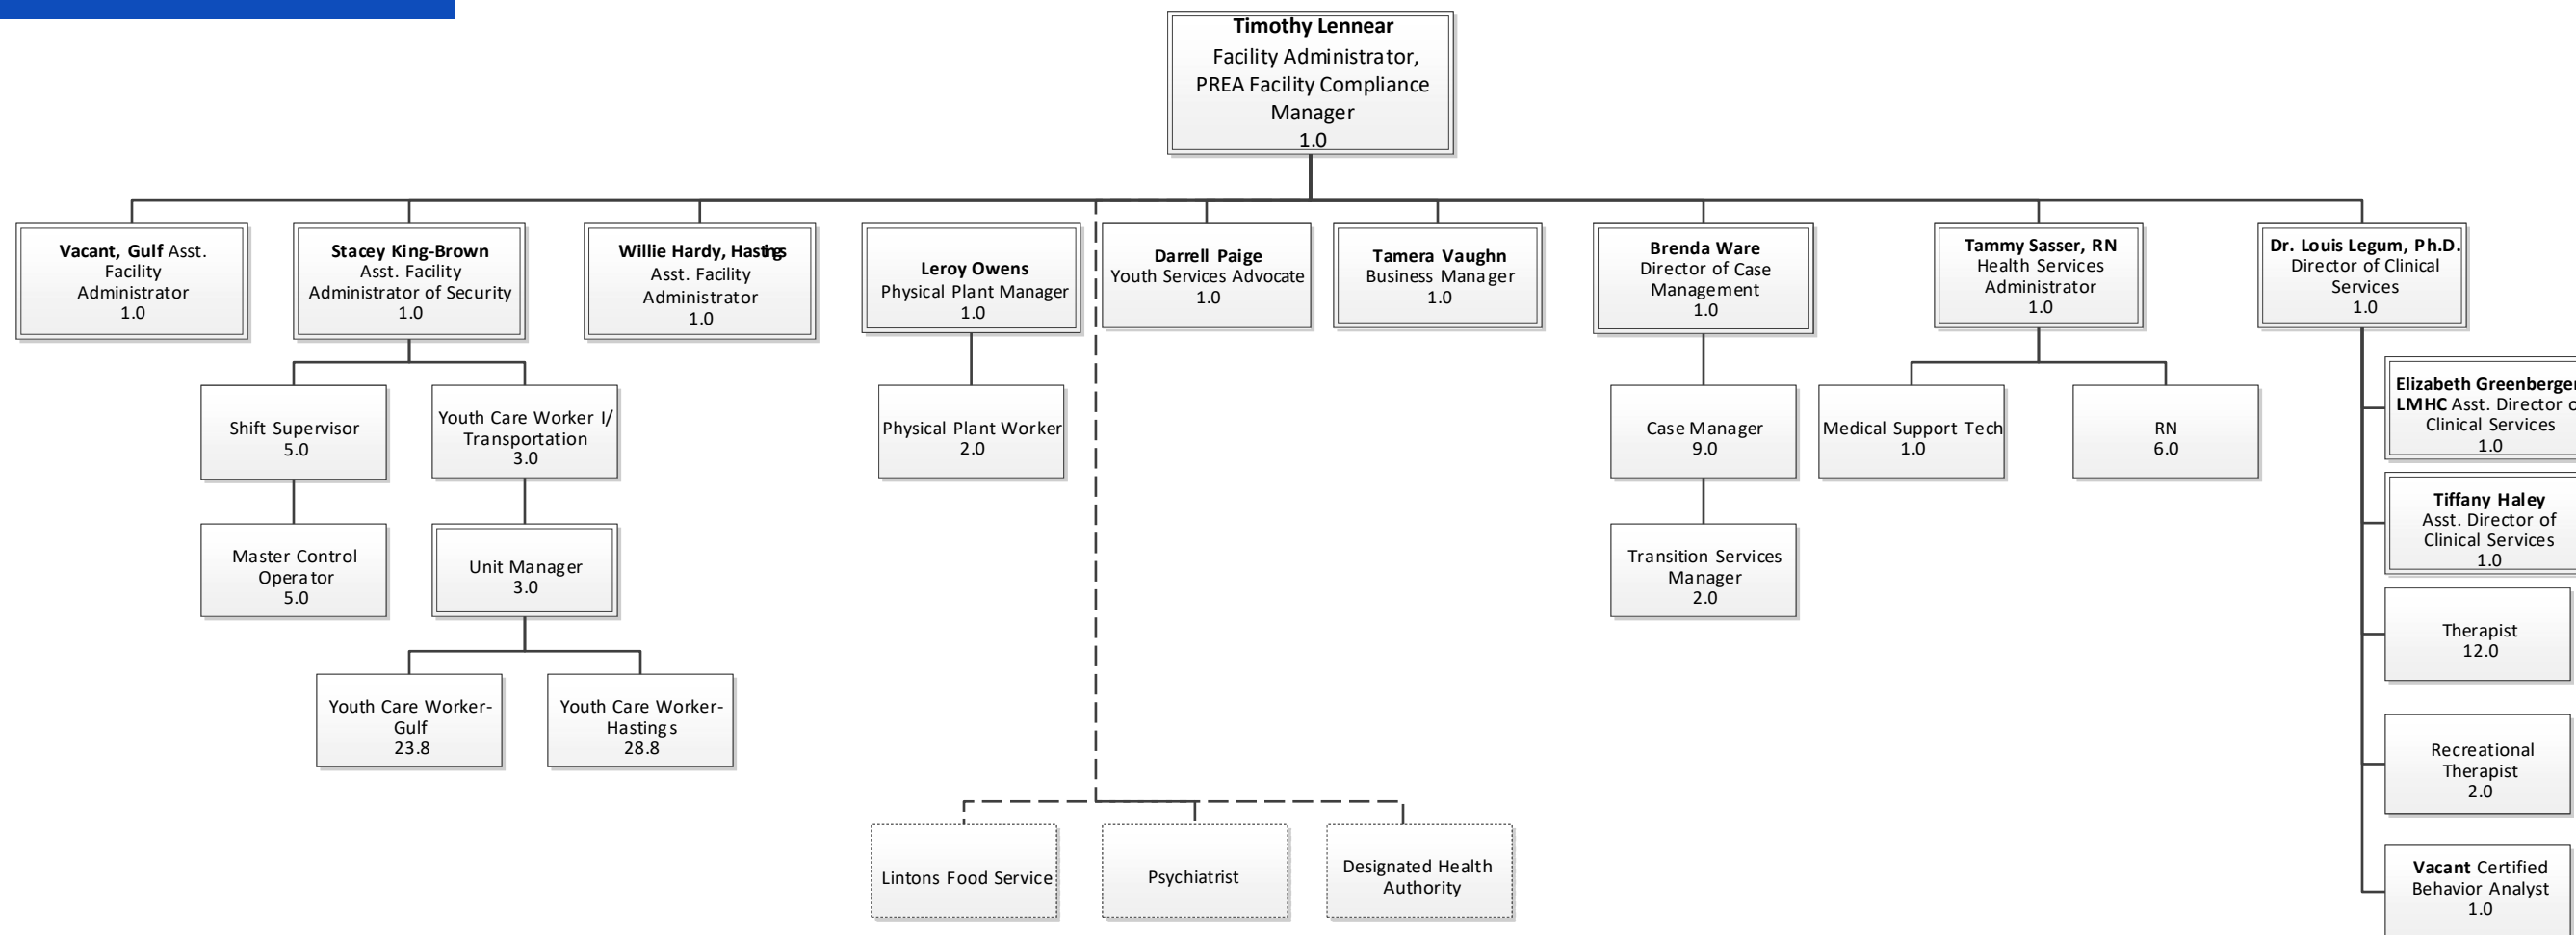 Timothy Lennear
Facility Administrator,
PREA Facility Compliance
Manager
1.0
Vacant, Gulf Asst.
Facility
Administrator
1.0
Stacey King-Brown
Asst. Facility
Administrator of Security
1.0
Willie Hardy, Hastings
Asst. Facility
Administrator
1.0
Leroy Owens
Physical Plant Manager
1.0
Darrell Paige
Youth Services Advocate
1.0
Tamera Vaughn
Business Manager
1.0
Brenda Ware
Director of Case
Management
1.0
Tammy Sasser, RN
Health Services
Administrator
1.0
Dr. Louis Legum, Ph.D.
Director of Clinical
Services
1.0
Shift Supervisor
5.0
Youth Care Worker I/
Transportation
3.0
Physical Plant Worker
2.0
Case Manager
9.0
Medical Support Tech
1.0
RN
6.0
Elizabeth Greenberger
LMHC Asst. Director o
Clinical Services
1.0
Tiffany Haley
Asst. Director of
Clinical Services
1.0
Master Control
Operator
5.0
Unit Manager
3.0
Transition Services
Manager
2.0
Therapist
12.0
Youth Care Worker-
Gulf
23.8
Youth Care Worker-
Hastings
28.8
Recreational
Therapist
2.0
Lintons Food Service
Psychiatrist
Designated Health
Authority
Vacant Certified
Behavior Analyst
1.0